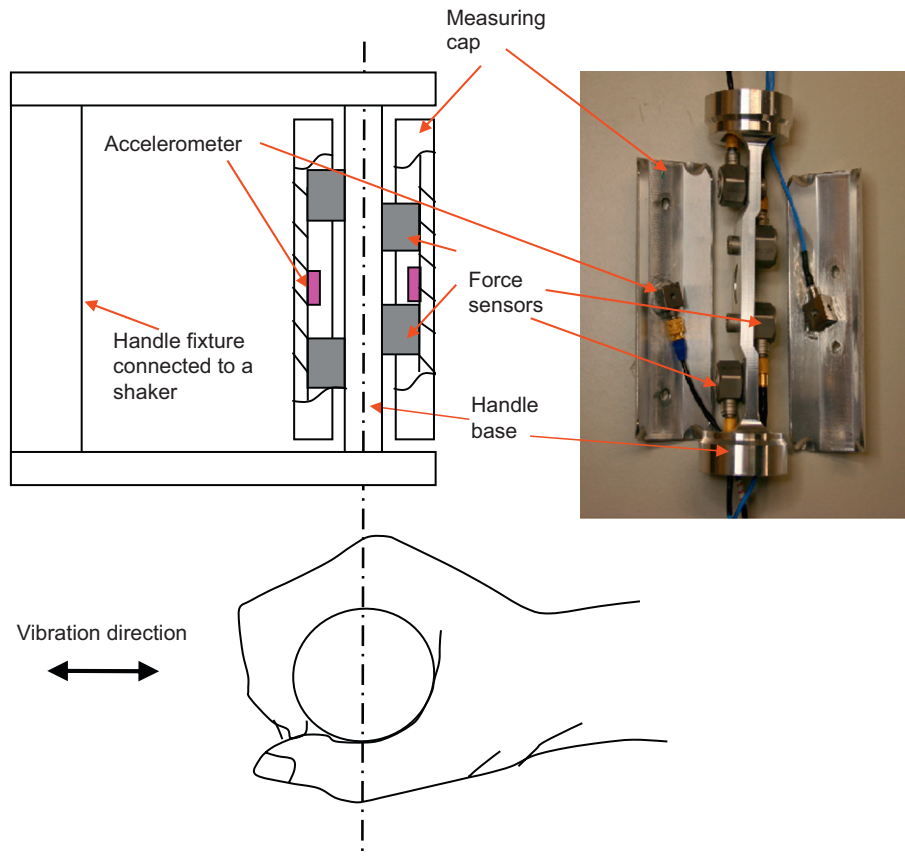 Measuring
cap
Accelerometer
Force
sensors
Handle fixture
connected to a
shaker
Handle
base
Vibration direction